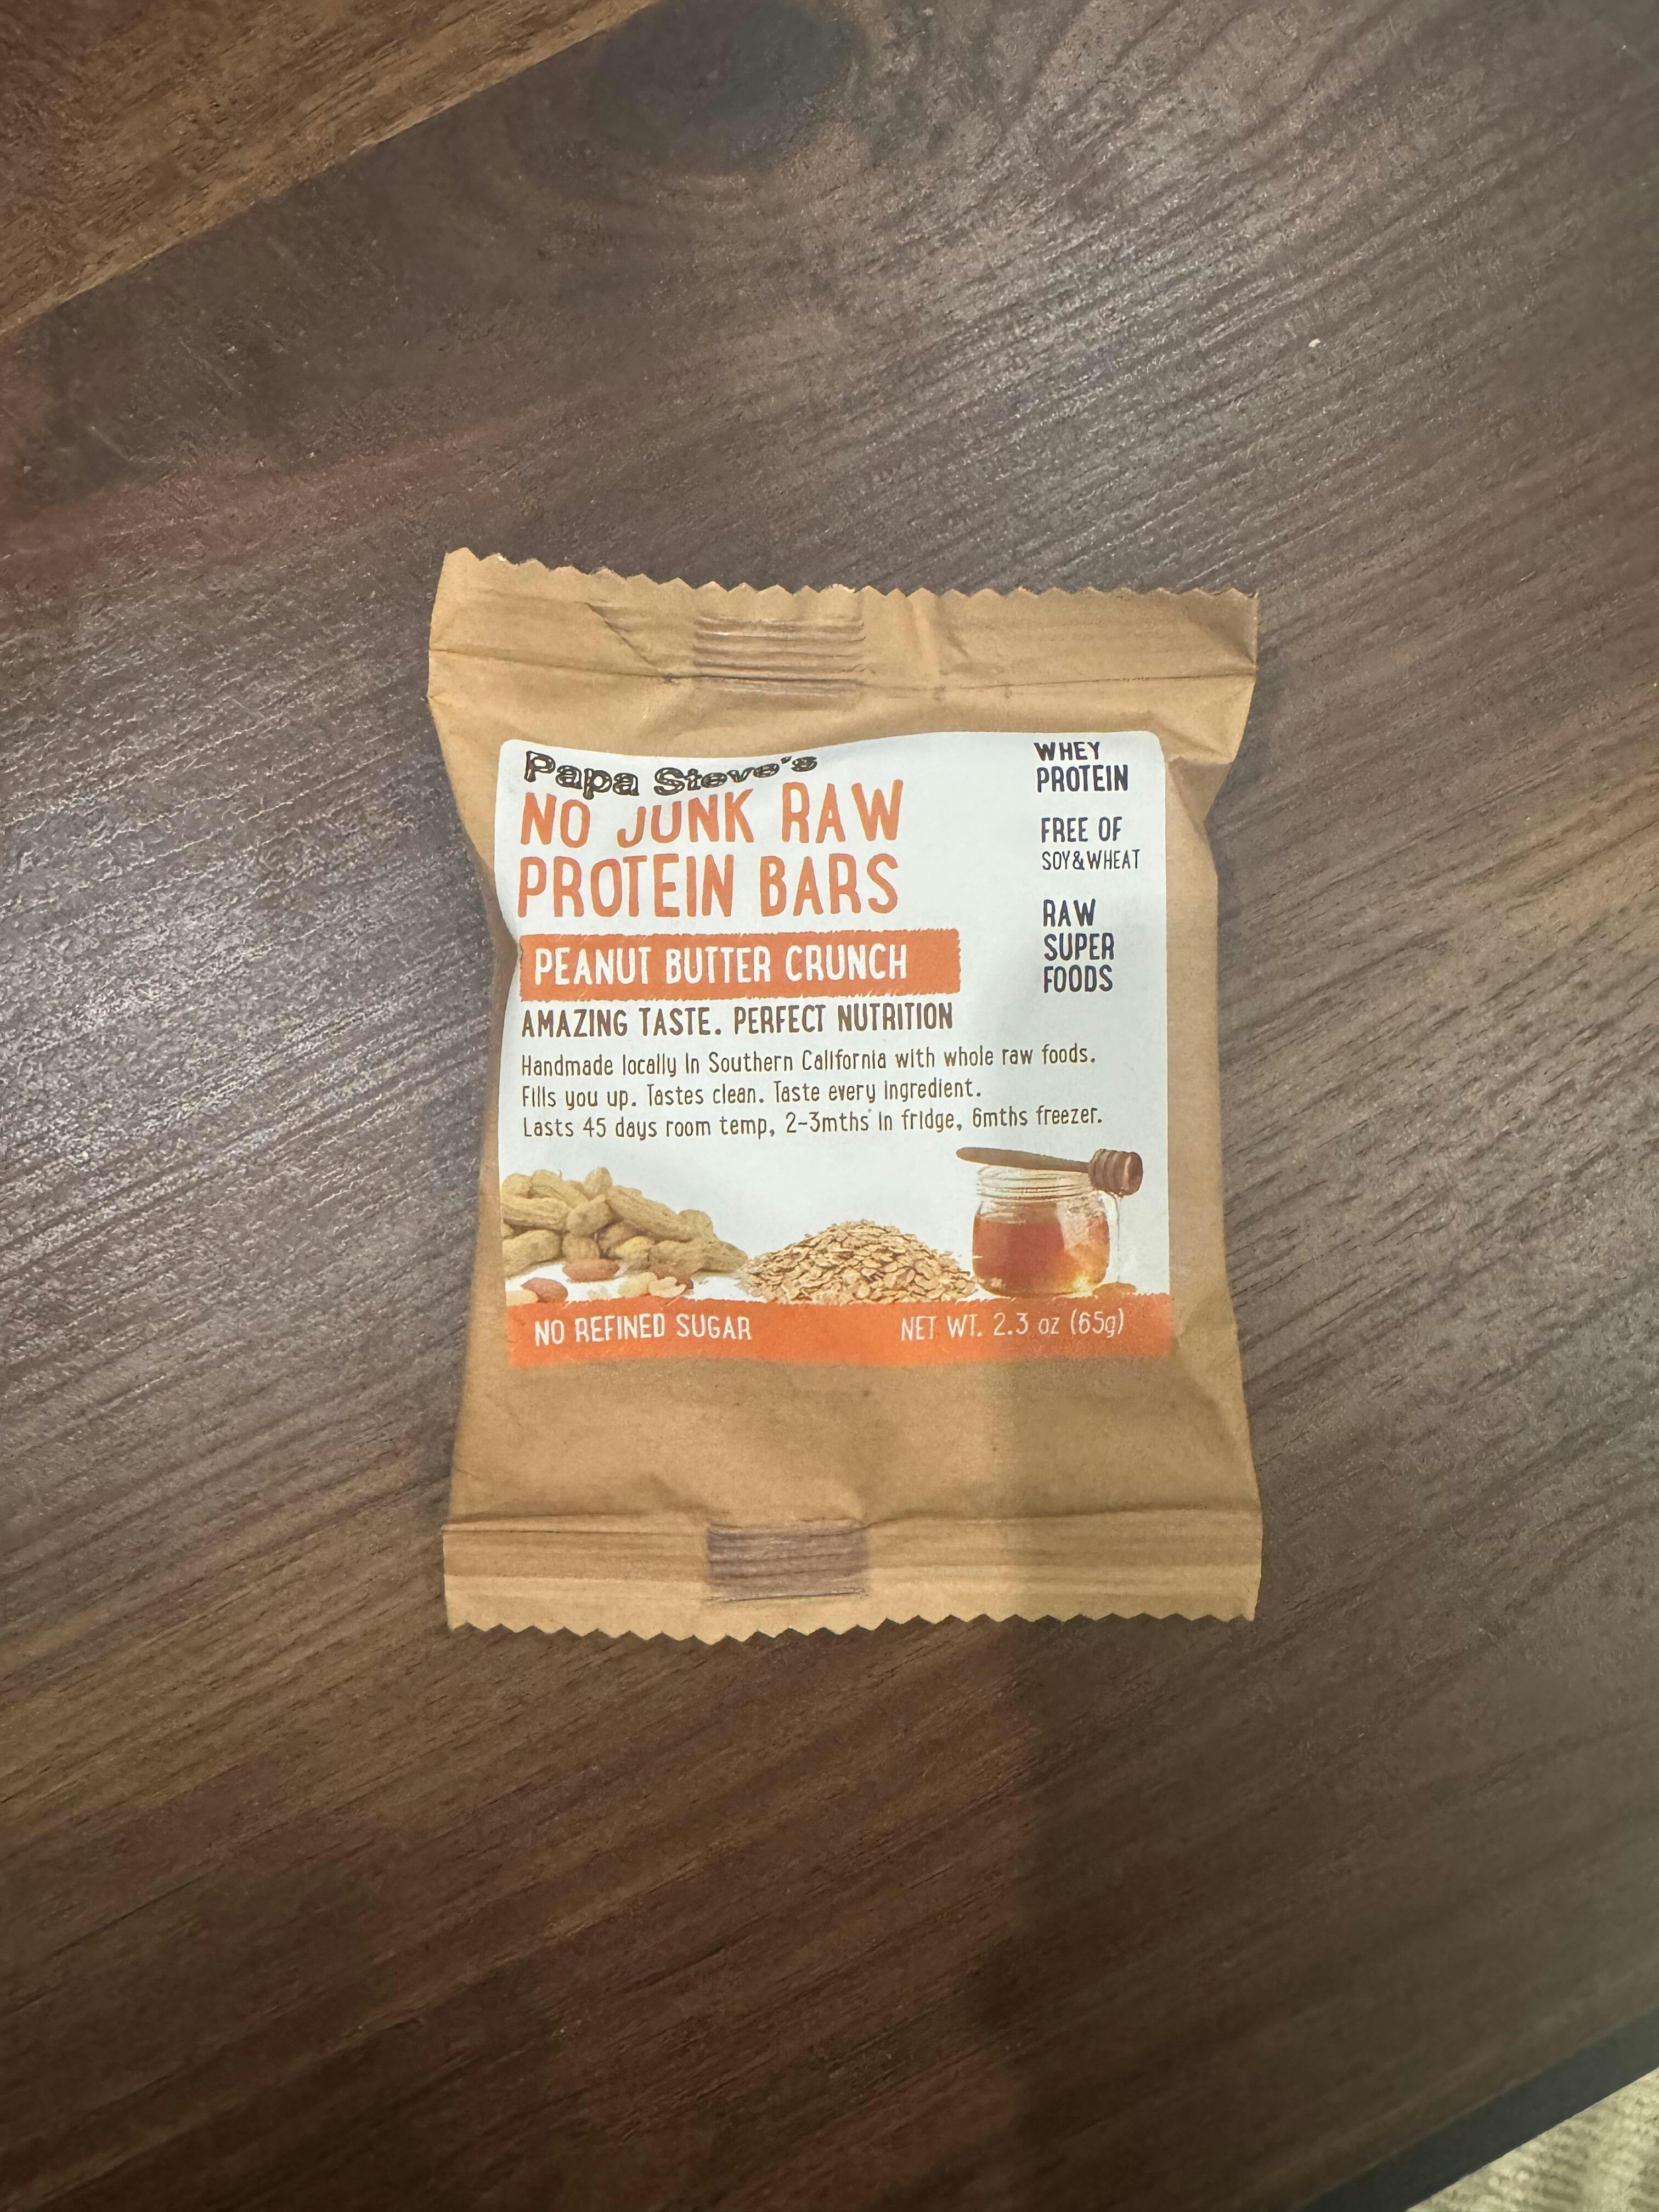 Papa Steve's
NO JUNK RAW
PROTEIN BARS
PEANUT BUTTER CRUNCH
AMAZING TASTE. PERFECT NUTRITION
Handmade locally in Southern California with whole raw foods.
Fills you up. Tastes clean. Taste every ingredient.
Lasts 45 days room temp, 2-3mths' in fridge, 6mths freezer.
WHEY
PROTEIN
FREE OF
SOY&WHEAT
RAW
SUPER
FOODS
NO REFINED SUGAR
NET WT. 2.3 oz (65g)